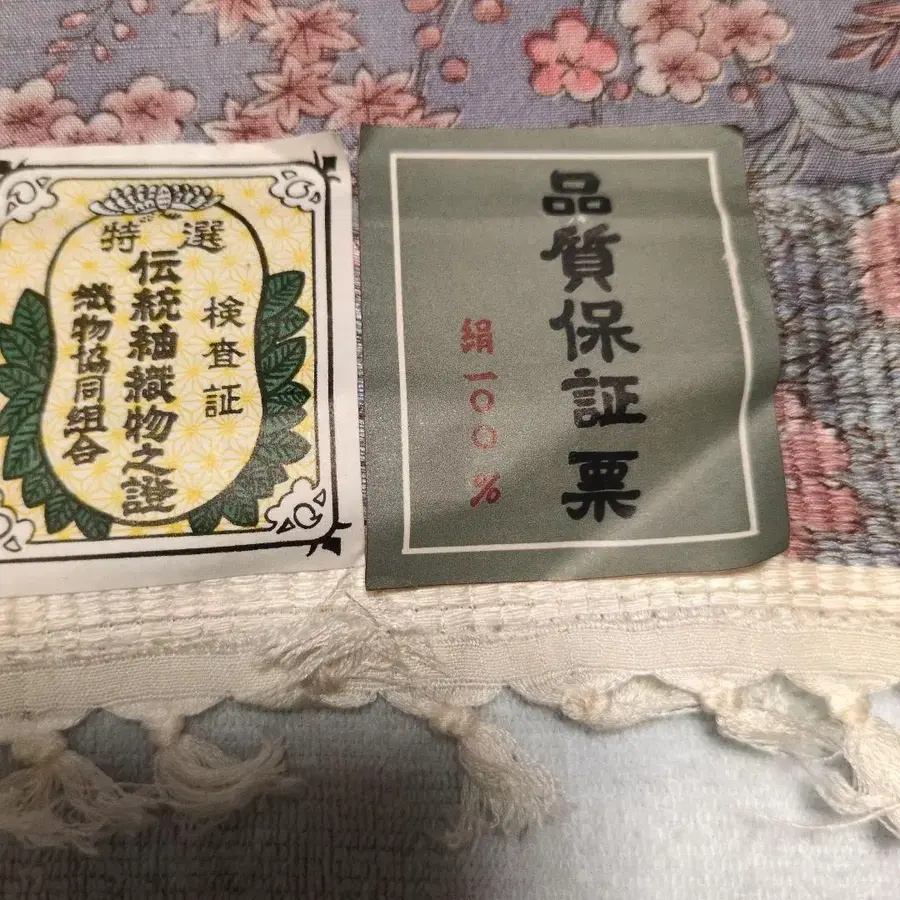 特選
検査証
伝統紬織物之證
織物協同組合
品質保証票
絹一〇〇%